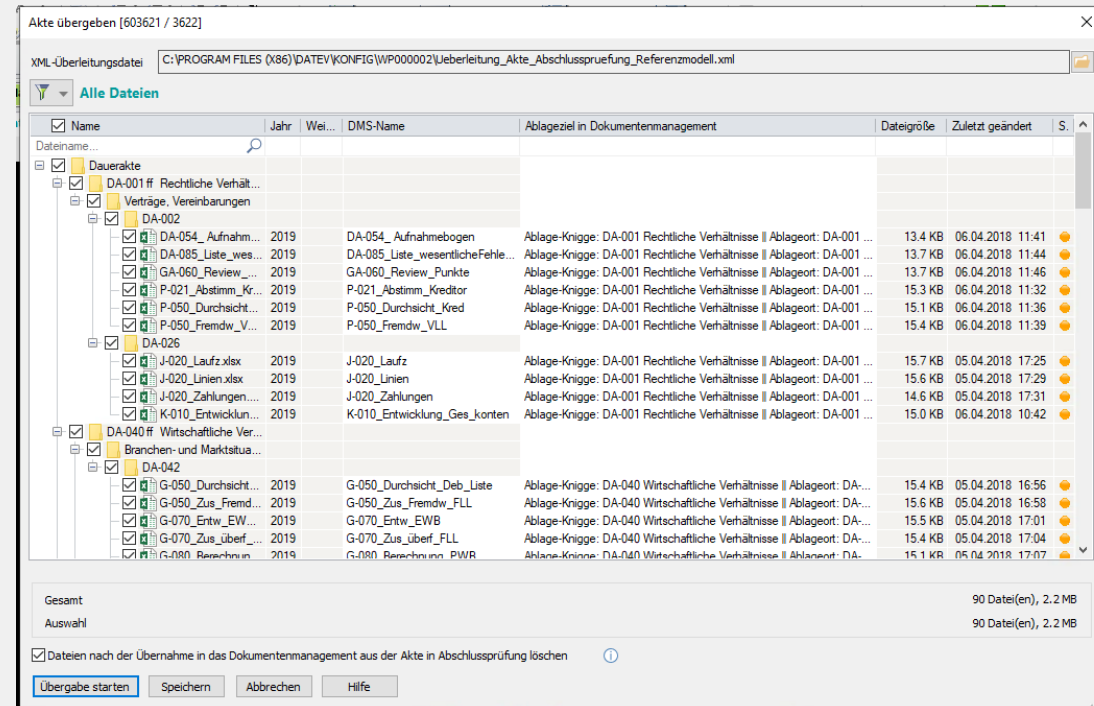 Akte übergeben [603621 / 3622]
XML-Überleitungsdatei C:\PROGRAM FILES (X86)\DATEV\KONFIG\WP000002\Ueberleitung_Akte_Abschlusspruefung_Referenzmodell.xml
Alle Dateien
Name Jahr Wei... DMS-Name Ablageziel in Dokumentenmanagement Dateigröße Zuletzt geändert S.
Dateiname...
Dauerakte
DA-001 ff Rechtliche Verhält...
Verträge, Vereinbarungen
DA-002
DA-054_ Aufnahm... 2019 DA-054_ Aufnahmebogen Ablage-Knigge: DA-001 Rechtliche Verhältnisse || Ablageort: DA-001 ... 13.4 KB 06.04.2018 11:41
DA-085_Liste_wes... 2019 DA-085_Liste_wesentlicheFehle... Ablage-Knigge: DA-001 Rechtliche Verhältnisse || Ablageort: DA-001 ... 13.7 KB 06.04.2018 11:44
GA-060_Review_... 2019 GA-060_Review_Punkte Ablage-Knigge: DA-001 Rechtliche Verhältnisse || Ablageort: DA-001 ... 13.7 KB 06.04.2018 11:46
P-021_Abstimm_Kr... 2019 P-021_Abstimm_Kreditor Ablage-Knigge: DA-001 Rechtliche Verhältnisse || Ablageort: DA-001 ... 15.3 KB 06.04.2018 11:32
P-050_Durchsicht... 2019 P-050_Durchsicht_Kred Ablage-Knigge: DA-001 Rechtliche Verhältnisse || Ablageort: DA-001 ... 15.1 KB 06.04.2018 11:36
P-050_Fremdw_V... 2019 P-050_Fremdw_VLL Ablage-Knigge: DA-001 Rechtliche Verhältnisse || Ablageort: DA-001 ... 15.4 KB 06.04.2018 11:39
DA-026
J-020_Laufz.xlsx 2019 J-020_Laufz Ablage-Knigge: DA-001 Rechtliche Verhältnisse || Ablageort: DA-001 ... 15.7 KB 05.04.2018 17:25
J-020_Linien.xlsx 2019 J-020_Linien Ablage-Knigge: DA-001 Rechtliche Verhältnisse || Ablageort: DA-001 ... 15.6 KB 05.04.2018 17:29
J-020_Zahlungen.... 2019 J-020_Zahlungen Ablage-Knigge: DA-001 Rechtliche Verhältnisse || Ablageort: DA-001 ... 14.6 KB 05.04.2018 17:31
K-010_Entwicklun... 2019 K-010_Entwicklung_Ges_konten Ablage-Knigge: DA-001 Rechtliche Verhältnisse || Ablageort: DA-001 ... 15.0 KB 06.04.2018 10:42
DA-040 ff Wirtschaftliche Ver...
Branchen- und Marktsitua...
DA-042
G-050_Durchsicht... 2019 G-050_Durchsicht_Deb_Liste Ablage-Knigge: DA-040 Wirtschaftliche Verhältnisse || Ablageort: DA-... 15.4 KB 05.04.2018 16:56
G-050_Zus_Fremd... 2019 G-050_Zus_Fremdw_FLL Ablage-Knigge: DA-040 Wirtschaftliche Verhältnisse || Ablageort: DA-... 15.6 KB 05.04.2018 16:58
G-070_Entw_EW... 2019 G-070_Entw_EWB Ablage-Knigge: DA-040 Wirtschaftliche Verhältnisse || Ablageort: DA-... 15.5 KB 05.04.2018 17:01
G-070_Zus_überf_... 2019 G-070_Zus_überf_FLL Ablage-Knigge: DA-040 Wirtschaftliche Verhältnisse || Ablageort: DA-... 15.4 KB 05.04.2018 17:04
G-080_Berechnun... 2019 G-080_Berechnung_PWB Ablage-Knigge: DA-040 Wirtschaftliche Verhältnisse || Ablageort: DA-... 15.1 KB 05.04.2018 17:07
Gesamt 90 Datei(en), 2.2 MB
Auswahl 90 Datei(en), 2.2 MB
Dateien nach der Übernahme in das Dokumentenmanagement aus der Akte in Abschlussprüfung löschen
Übergabe starten Speichern Abbrechen Hilfe